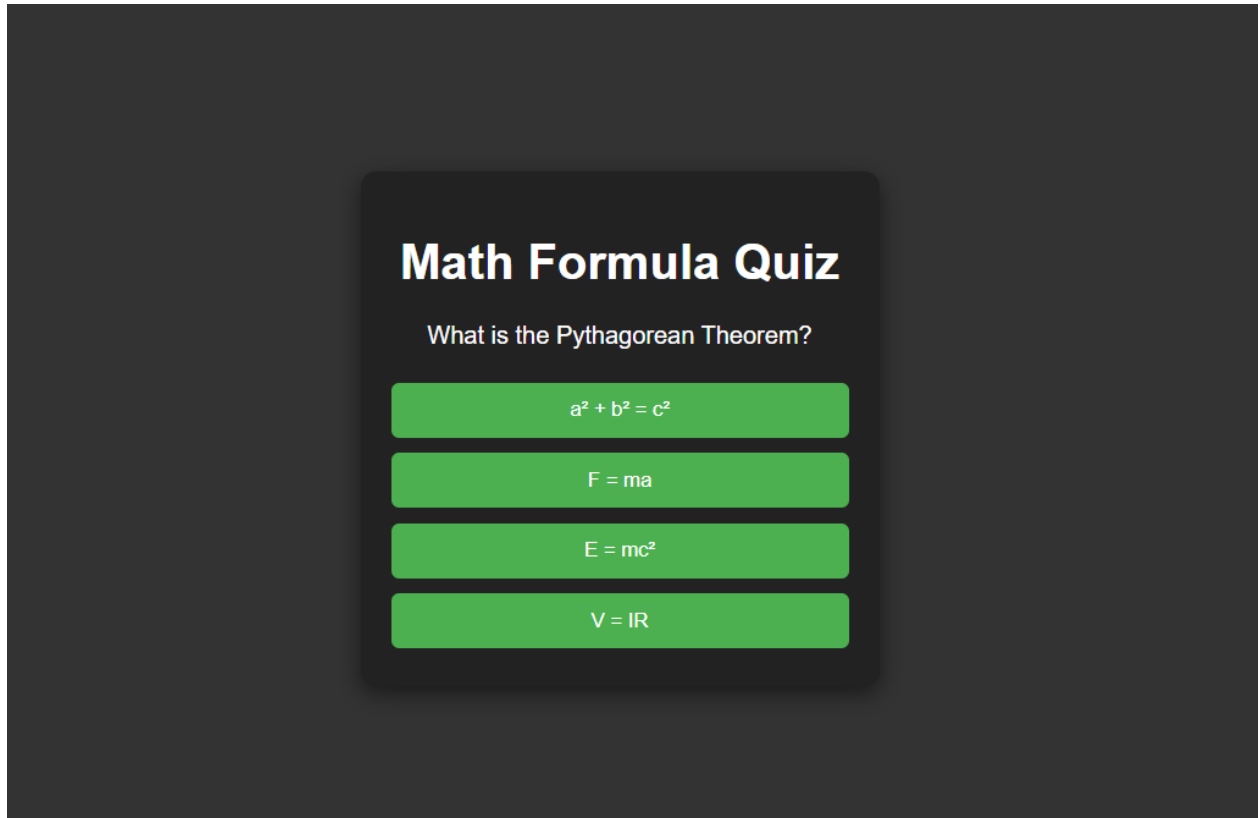 Math Formula Quiz
What is the Pythagorean Theorem?
a² + b² = c²
F = ma
E = mc²
V = IR